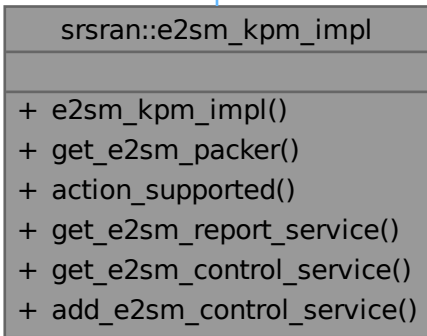 srsran::e2sm_kpm_impl
+ e2sm_kpm_impl()
+ get_e2sm_packer()
+ action_supported()
+ get_e2sm_report_service()
+ get_e2sm_control_service()
+ add_e2sm_control_service()